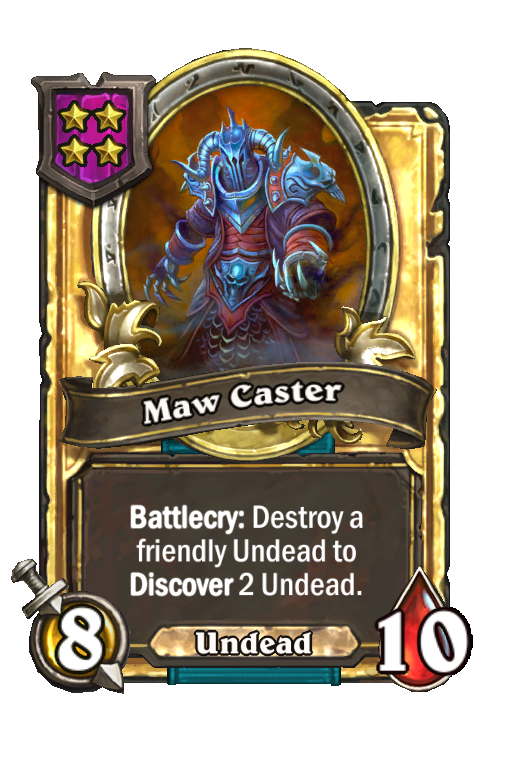 Maw Caster
Battlecry: Destroy a
friendly Undead to
Discover 2 Undead.
8
Undead
10